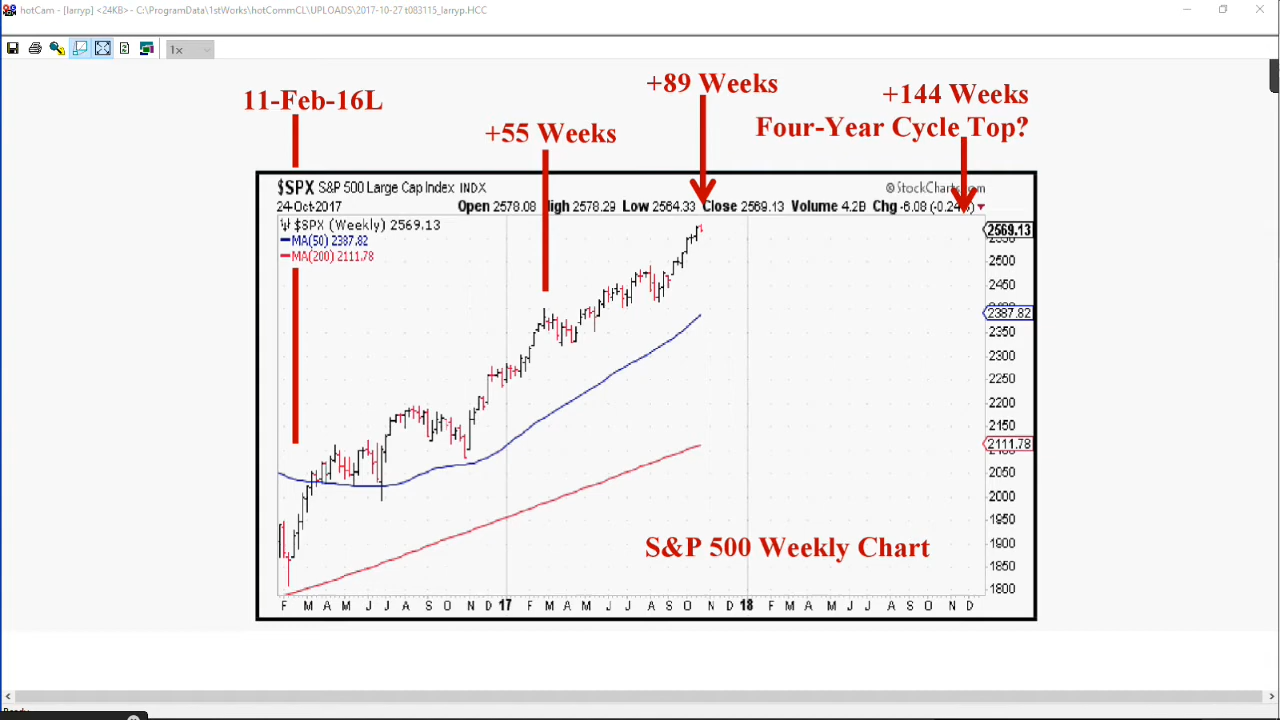 hotCam - [larryp] <24KB> - C:\ProgramData\1stWorks\hotCommCL\UPLOADS\2017-10-27 t083115_larryp.HCC
1x
+89 Weeks
+144 Weeks
11-Feb-16L
Four-Year Cycle Top?
+55 Weeks
$SPX S&P 500 Large Cap Index INDX
24-Oct-2017
Open 2578.08 High 2578.29 Low 2564.33 Close 2569.13 Volume 4.2B Chg -6.08
$SPX (Weekly) 2569.13
MA(50) 2387.82
MA(200) 2111.78
2569.13
2500
2450
2387.82
2350
2300
2250
2200
2150
2111.78
2050
2000
1950
1900
1850
1800
S&P 500 Weekly Chart
F M A M J J A S O N D 17 F M A M J J A S O N D 18 F M A M J J A S O N D